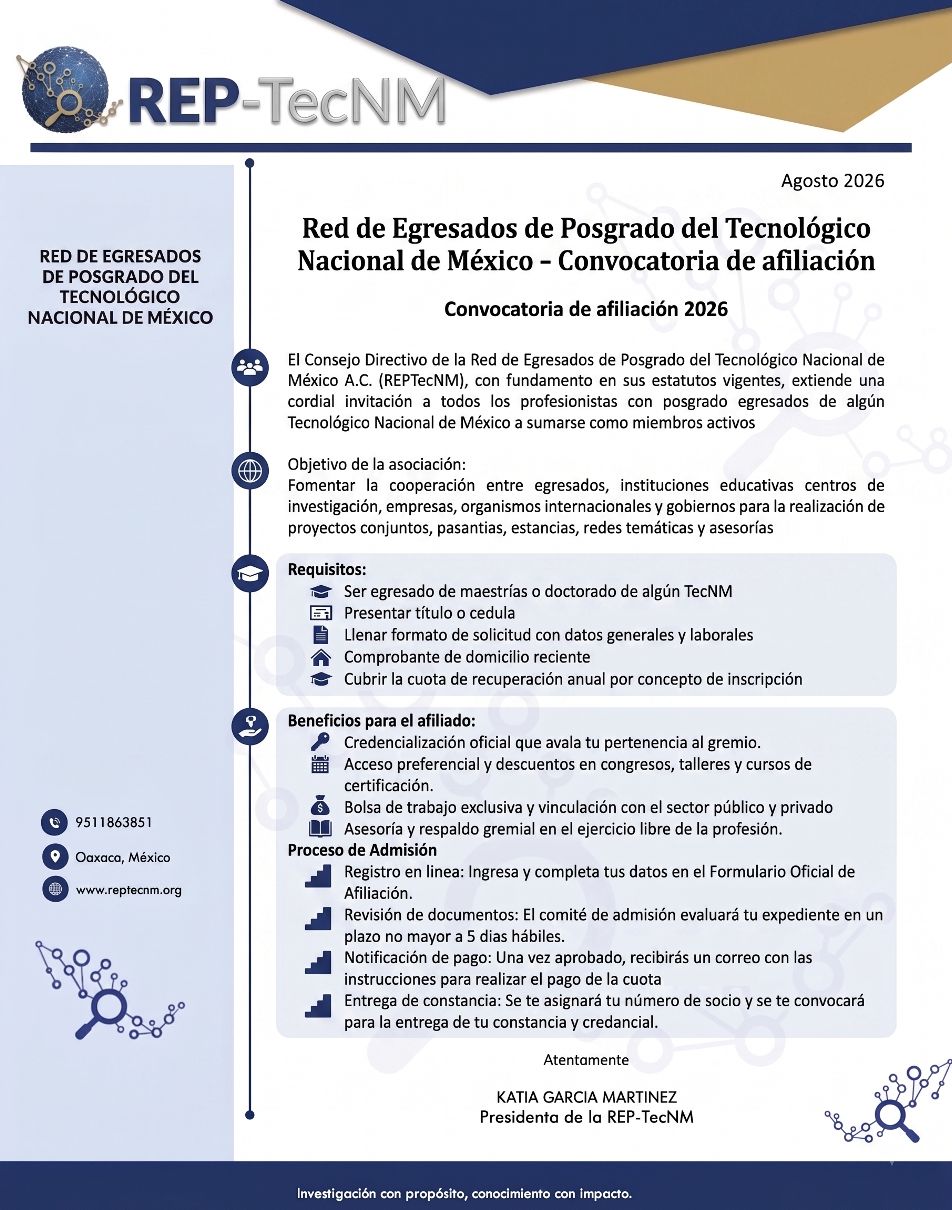 REP-TecNM
Agosto 2026
RED DE EGRESADOS
DE POSGRADO DEL
TECNOLÓGICO
NACIONAL DE MÉXICO
Red de Egresados de Posgrado del Tecnológico
Nacional de México – Convocatoria de afiliación
Convocatoria de afiliación 2026
El Consejo Directivo de la Red de Egresados de Posgrado del Tecnológico Nacional de
México A.C. (REPTecNM), con fundamento en sus estatutos vigentes, extiende una
cordial invitación a todos los profesionistas con posgrado egresados de algún
Tecnológico Nacional de México a sumarse como miembros activos
Objetivo de la asociación:
Fomentar la cooperación entre egresados, instituciones educativas centros de
investigación, empresas, organismos internacionales y gobiernos para la realización de
proyectos conjuntos, pasantias, estancias, redes temáticas y asesorías
Requisitos:
Ser egresado de maestrías o doctorado de algún TecNM
Presentar título o cedula
Llenar formato de solicitud con datos generales y laborales
Comprobante de domicilio reciente
Cubrir la cuota de recuperación anual por concepto de inscripción
Beneficios para el afiliado:
Credencialización oficial que avala tu pertenencia al gremio.
Acceso preferencial y descuentos en congresos, talleres y cursos de
certificación.
Bolsa de trabajo exclusiva y vinculación con el sector público y privado
Asesoría y respaldo gremial en el ejercicio libre de la profesión.
Proceso de Admisión
Registro en linea: Ingresa y completa tus datos en el Formulario Oficial de
Afiliación.
Revisión de documentos: El comité de admisión evaluará tu expediente en un
plazo no mayor a 5 dias hábiles.
Notificación de pago: Una vez aprobado, recibirás un correo con las
instrucciones para realizar el pago de la cuota
Entrega de constancia: Se te asignará tu número de socio y se te convocará
para la entrega de tu constancia y credancial.
9511863851
Oaxaca, México
www.reptecnm.org
Atentamente
KATIA GARCIA MARTINEZ
Presidenta de la REP-TecNM
Investigación con propósito, conocimiento con impacto.